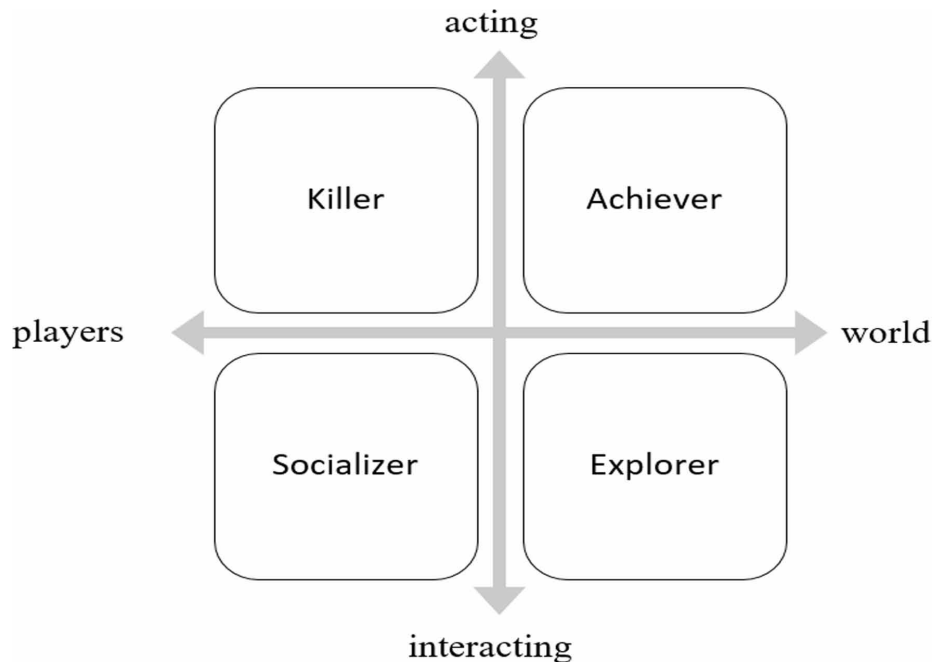 acting
Killer
Achiever
players
world
Socializer
Explorer
interacting